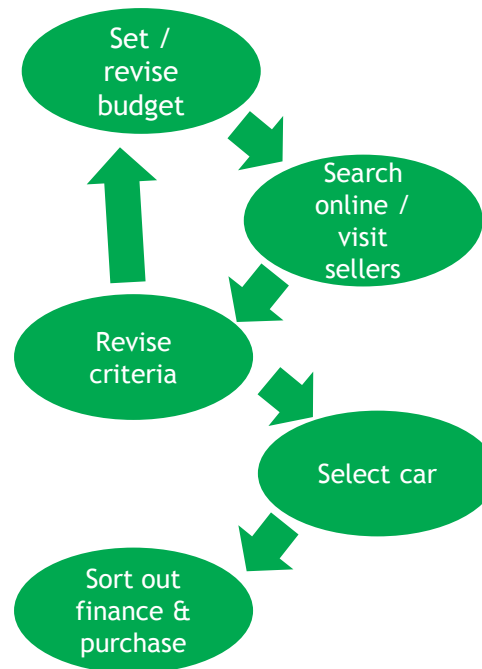 Set /
revise
budget
Search
online /
visit
sellers
Revise
criteria
Select car
Sort out
finance &
purchase